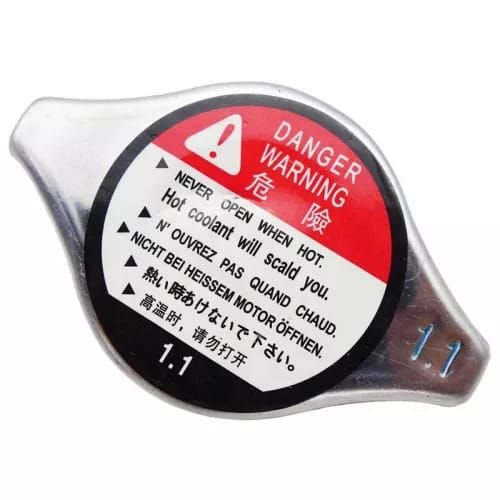 DANGER
WARNING
危險
NEVER OPEN WHEN HOT.
Hot coolant will scald you.
N' OUVREZ PAS QUAND CHAUD.
NICHT BEI HEISSEM MOTOR ÖFFNEN.
熱い時あけないで下さい。
高温时，请勿打开
1.1
1.1